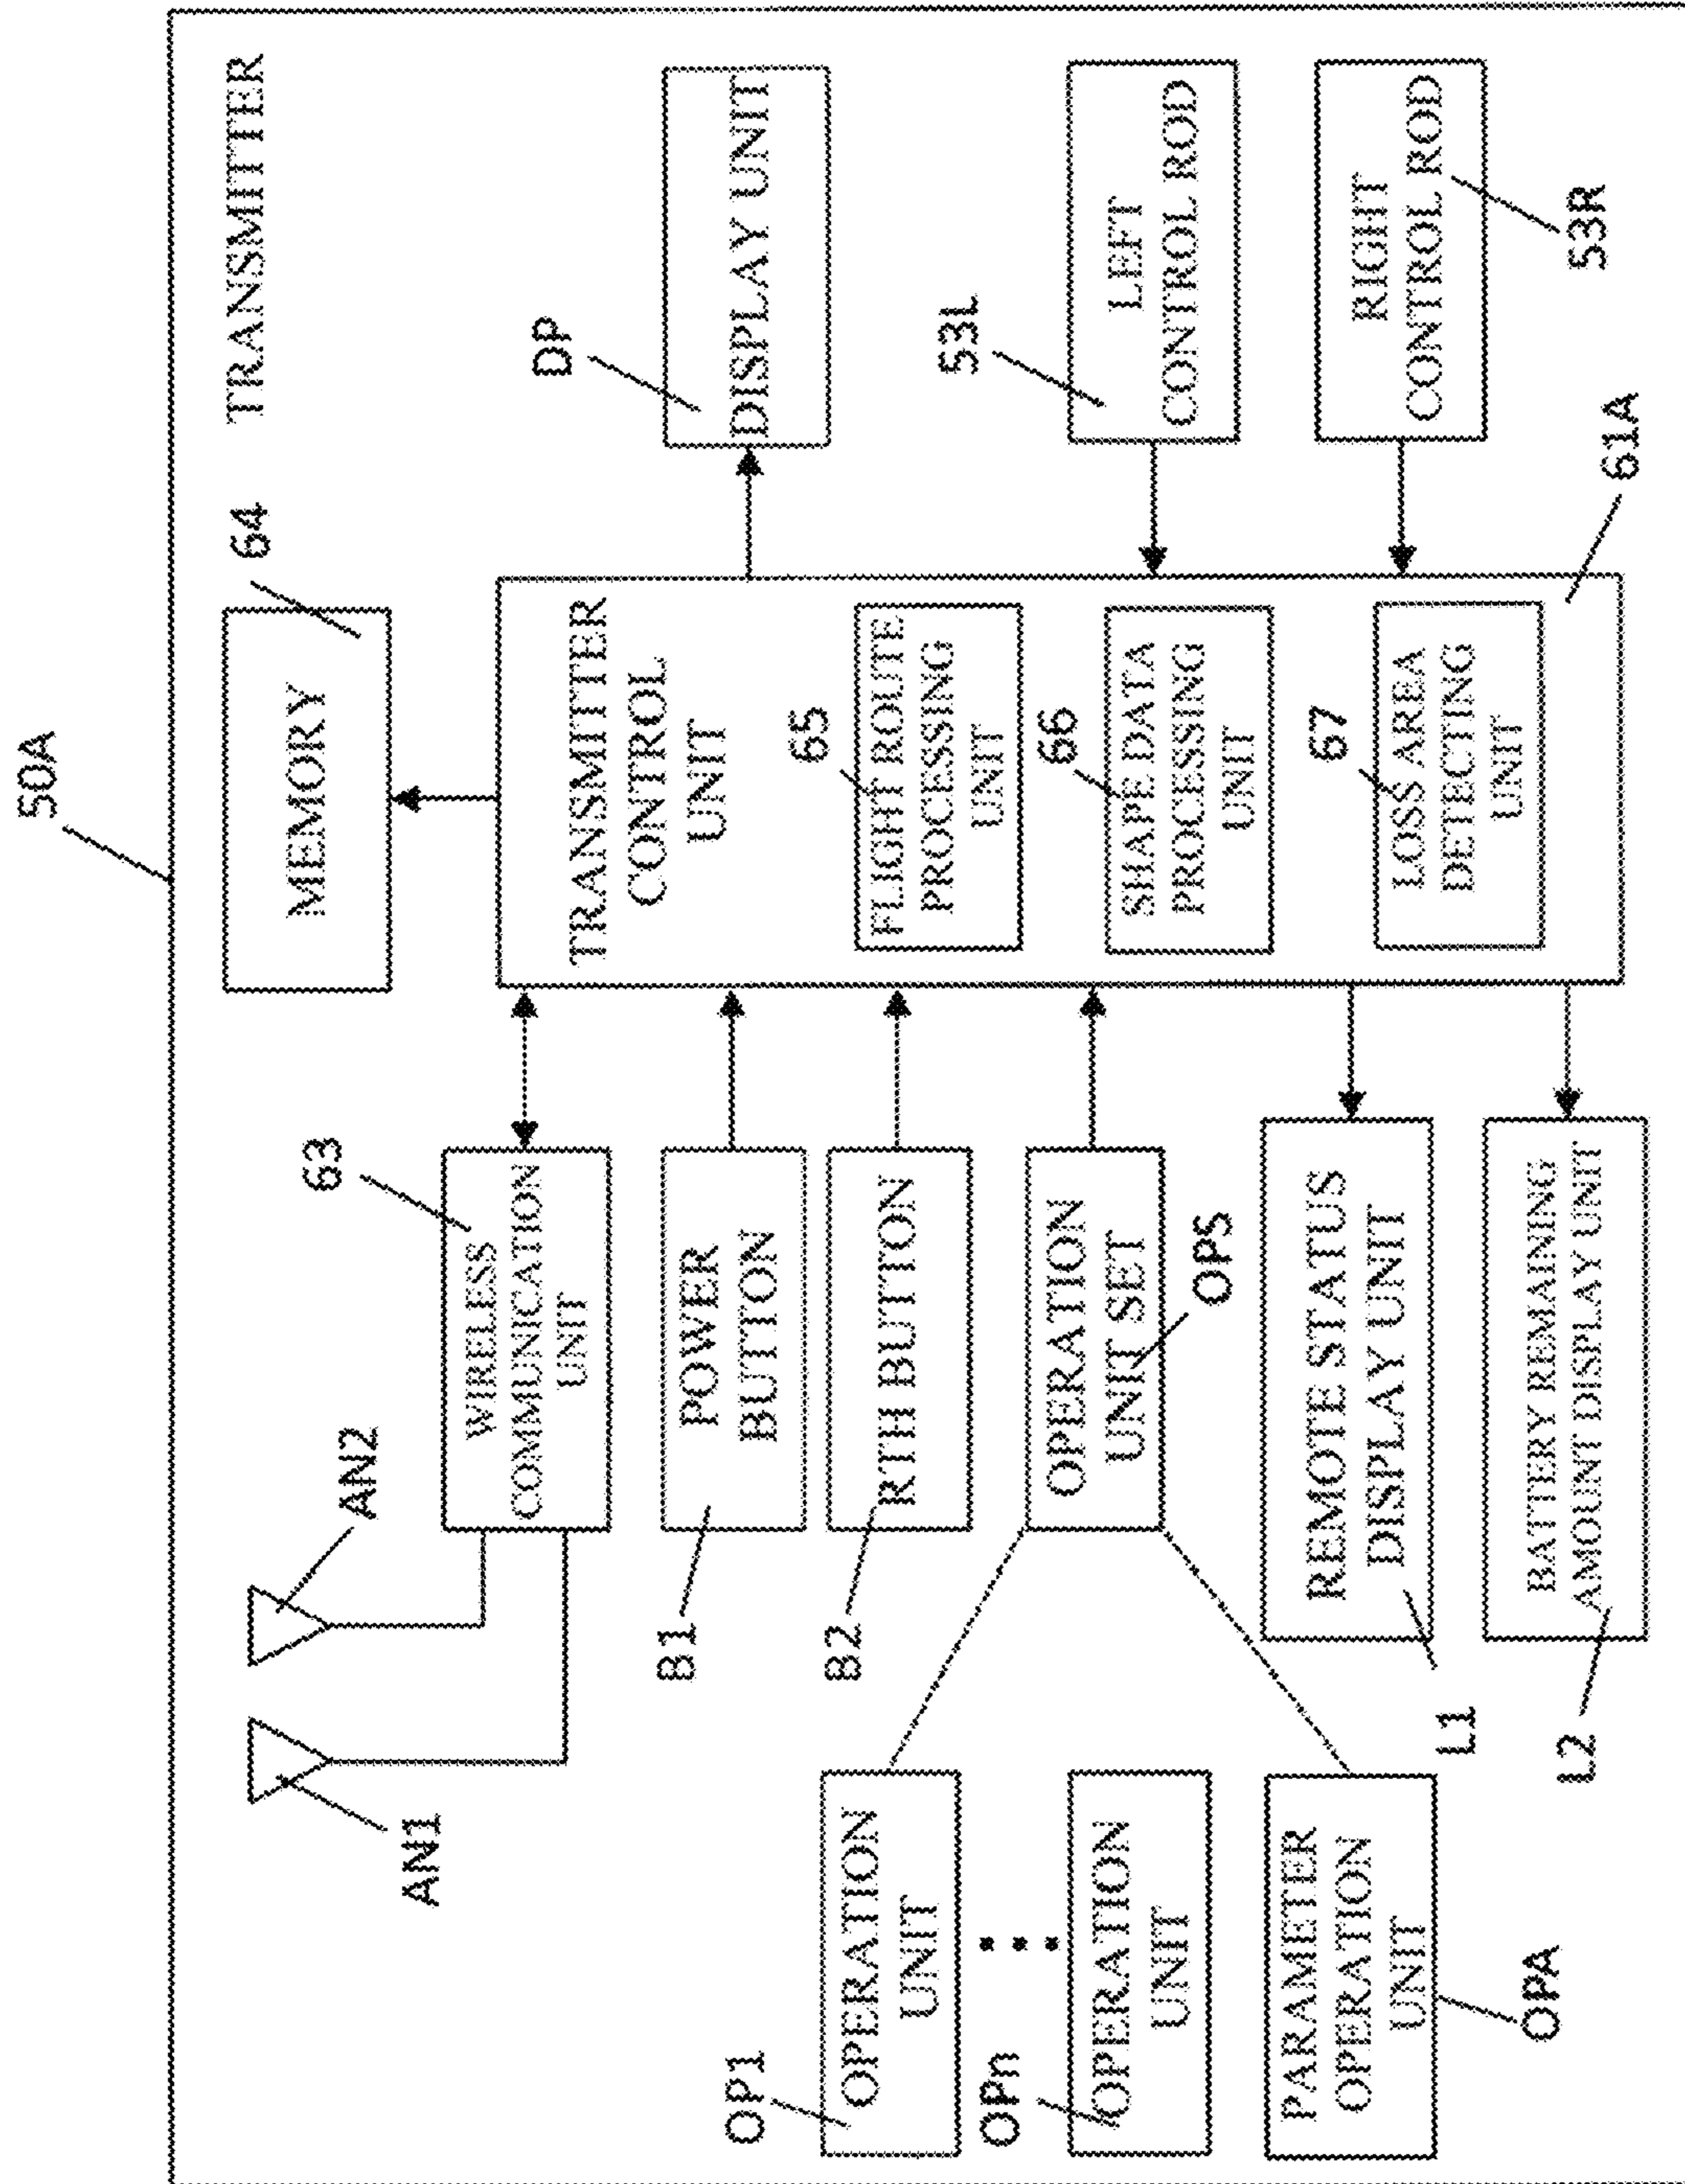 50A
TRANSMITTER
AN1
AN2
63
WIRELESS
COMMUNICATION
UNIT
64
MEMORY
DP
DISPLAY UNIT
TRANSMITTER
CONTROL
UNIT
B1
POWER
BUTTON
B2
RTH BUTTON
65
FLIGHT ROUTE
PROCESSING
UNIT
OP1
OPERATION
UNIT
OPn
OPERATION
UNIT
OPERATION
UNIT SET
OPS
66
SHAPE DATA
PROCESSING
UNIT
53L
LEFT
CONTROL ROD
PARAMETER
OPERATION
UNIT
OPA
REMOTE STATUS
DISPLAY UNIT
L1
67
LOSS AREA
DETECTING
UNIT
RIGHT
CONTROL ROD
53R
BATTERY REMAINING
AMOUNT DISPLAY UNIT
L2
61A